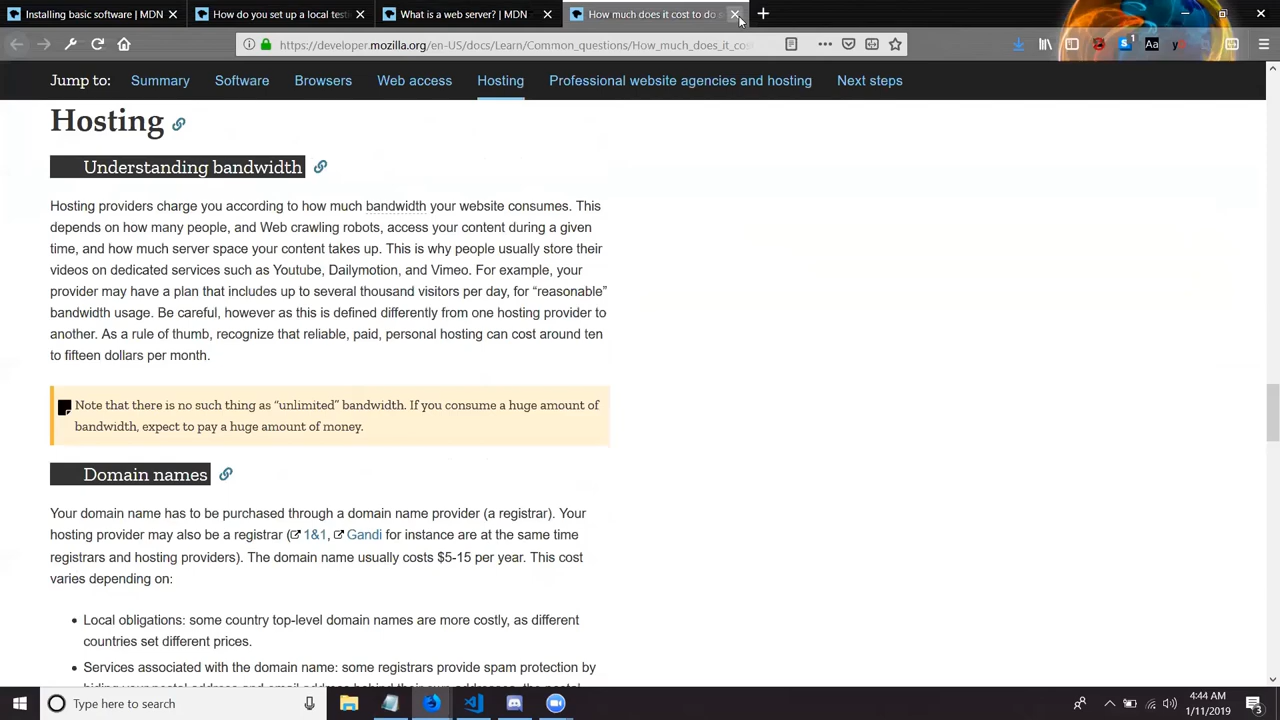 Installing basic software | MDN
How do you set up a local test
What is a web server? | MDN
How much does it cost to do s
https://developer.mozilla.org/en-US/docs/Learn/Common_questions/How_much_does_it_cos
1
Aa
Jump to: Summary Software Browsers Web access Hosting Professional website agencies and hosting Next steps
Hosting
Understanding bandwidth
Hosting providers charge you according to how much bandwidth your website consumes. This
depends on how many people, and Web crawling robots, access your content during a given
time, and how much server space your content takes up. This is why people usually store their
videos on dedicated services such as Youtube, Dailymotion, and Vimeo. For example, your
provider may have a plan that includes up to several thousand visitors per day, for “reasonable”
bandwidth usage. Be careful, however as this is defined differently from one hosting provider to
another. As a rule of thumb, recognize that reliable, paid, personal hosting can cost around ten
to fifteen dollars per month.
Note that there is no such thing as “unlimited” bandwidth. If you consume a huge amount of
bandwidth, expect to pay a huge amount of money.
Domain names
Your domain name has to be purchased through a domain name provider (a registrar). Your
hosting provider may also be a registrar (1&1, Gandi for instance are at the same time
registrars and hosting providers). The domain name usually costs $5-15 per year. This cost
varies depending on:
• Local obligations: some country top-level domain names are more costly, as different
countries set different prices.
• Services associated with the domain name: some registrars provide spam protection by
Type here to search
4:44 AM
1/11/2019
3